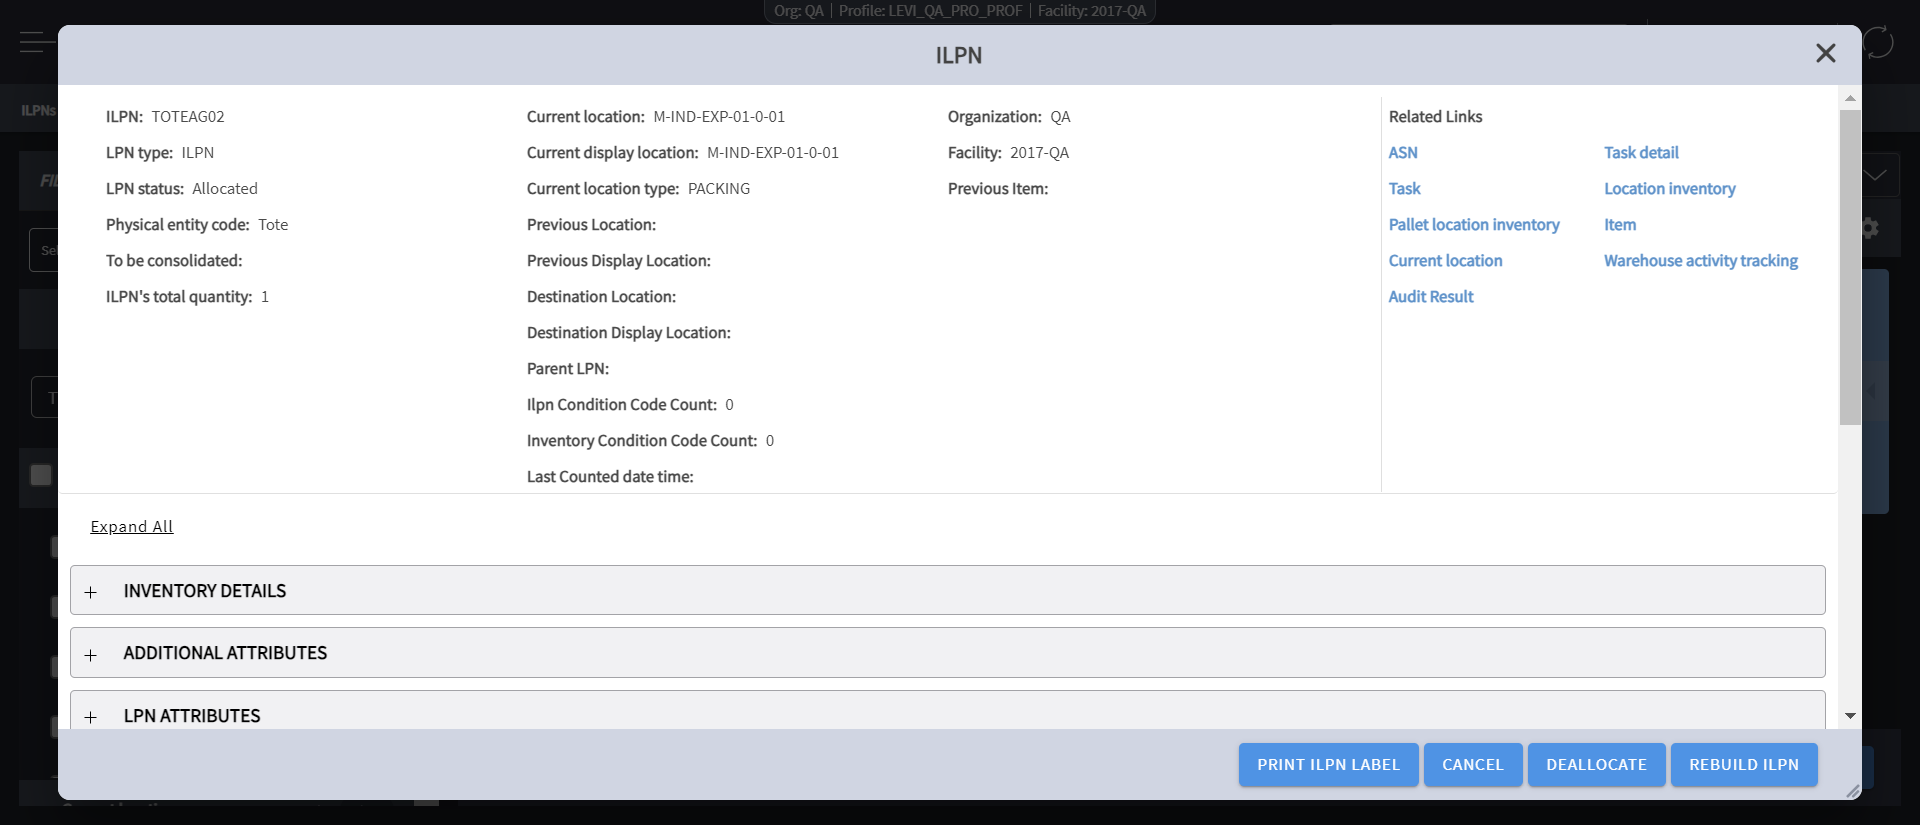 Org: QA | Profile: LEVI_QA_PRO_PROF | Facility: 2017-QA
ILPN
ILPNs
ILPN: TOTEAG02
LPN type: ILPN
LPN status: Allocated
Physical entity code: Tote
To be consolidated:
ILPN's total quantity: 1
Current location: M-IND-EXP-01-0-01
Current display location: M-IND-EXP-01-0-01
Current location type: PACKING
Previous Location:
Previous Display Location:
Destination Location:
Destination Display Location:
Parent LPN:
Ilpn Condition Code Count: 0
Inventory Condition Code Count: 0
Last Counted date time:
Organization: QA
Facility: 2017-QA
Previous Item:
Related Links
ASN
Task detail
Task
Location inventory
Pallet location inventory
Item
Current location
Warehouse activity tracking
Audit Result
Expand All
+ INVENTORY DETAILS
+ ADDITIONAL ATTRIBUTES
+ LPN ATTRIBUTES
PRINT ILPN LABEL
CANCEL
DEALLOCATE
REBUILD ILPN